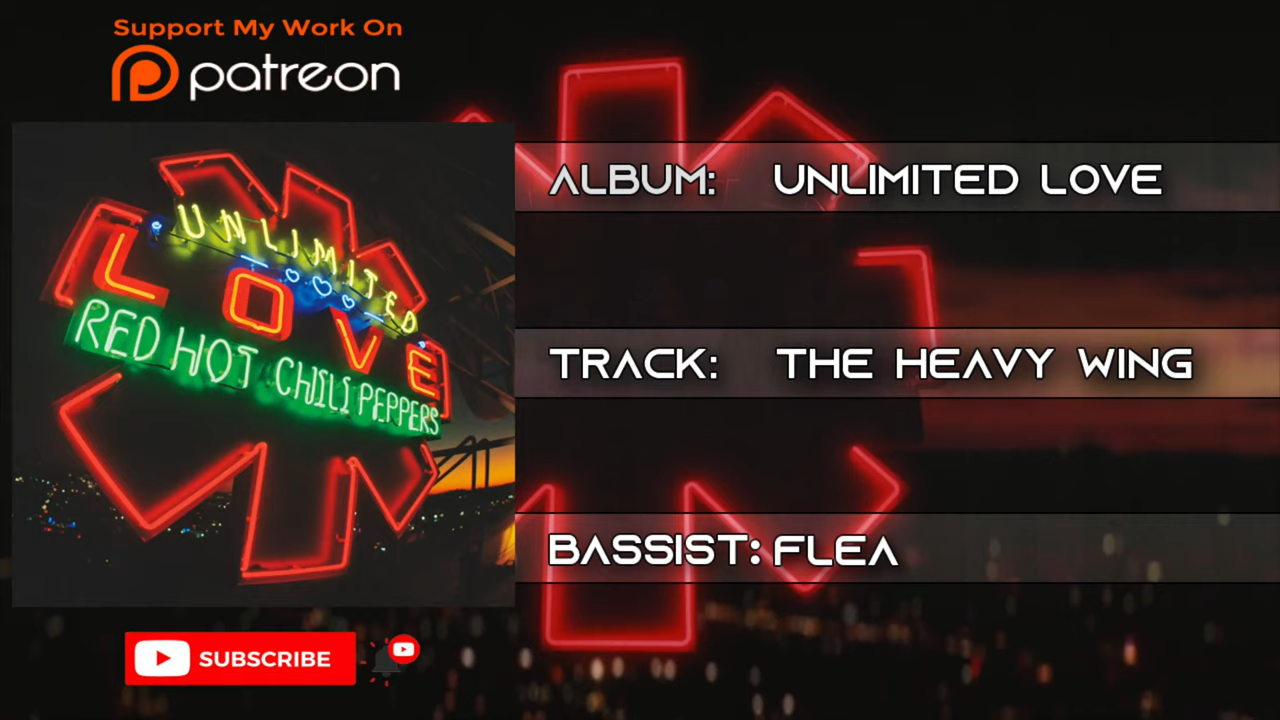 Support My Work On
patreon
UNLIMITED
LOVE
RED HOT CHILI PEPPERS
ALBUM: UNLIMITED LOVE
TRACK: THE HEAVY WING
BASSIST: FLEA
SUBSCRIBE